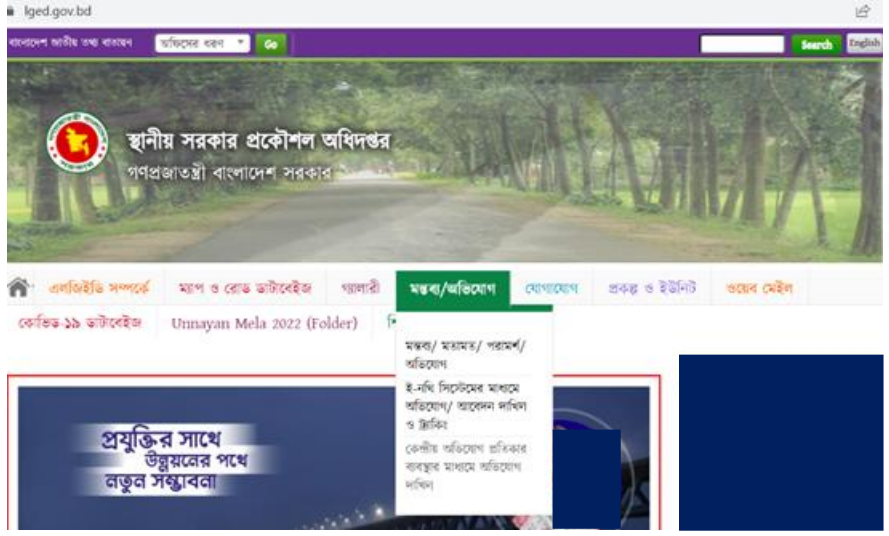 lged.gov.bd
বাংলাদেশ জাতীয় তথ্য বাতায়ন অফিসের ধরণ Go Search English
স্থানীয় সরকার প্রকৌশল অধিদপ্তর
গণপ্রজাতন্ত্রী বাংলাদেশ সরকার
এলজিইডি সম্পর্কে ম্যাপ ও রোড ডাটাবেইজ গ্যালারী মন্তব্য/অভিযোগ যোগাযোগ প্রকল্প ও ইউনিট ওয়েব মেইল
কোভিড ১৯ ডাটাবেইজ Unnayan Mela 2022 (Folder)
মন্তব্য/ মতামত/ পরামর্শ/
অভিযোগ
ই-নথি সিস্টেমের মাধ্যমে
অভিযোগ/ আবেদন দাখিল
ও ট্র্যাকিং
কেন্দ্রীয় অভিযোগ প্রতিকার
ব্যবস্থার মাধ্যমে অভিযোগ
দাখিল
প্রযুক্তির সাথে
উন্নয়নের পথে
নতুন সম্ভাবনা